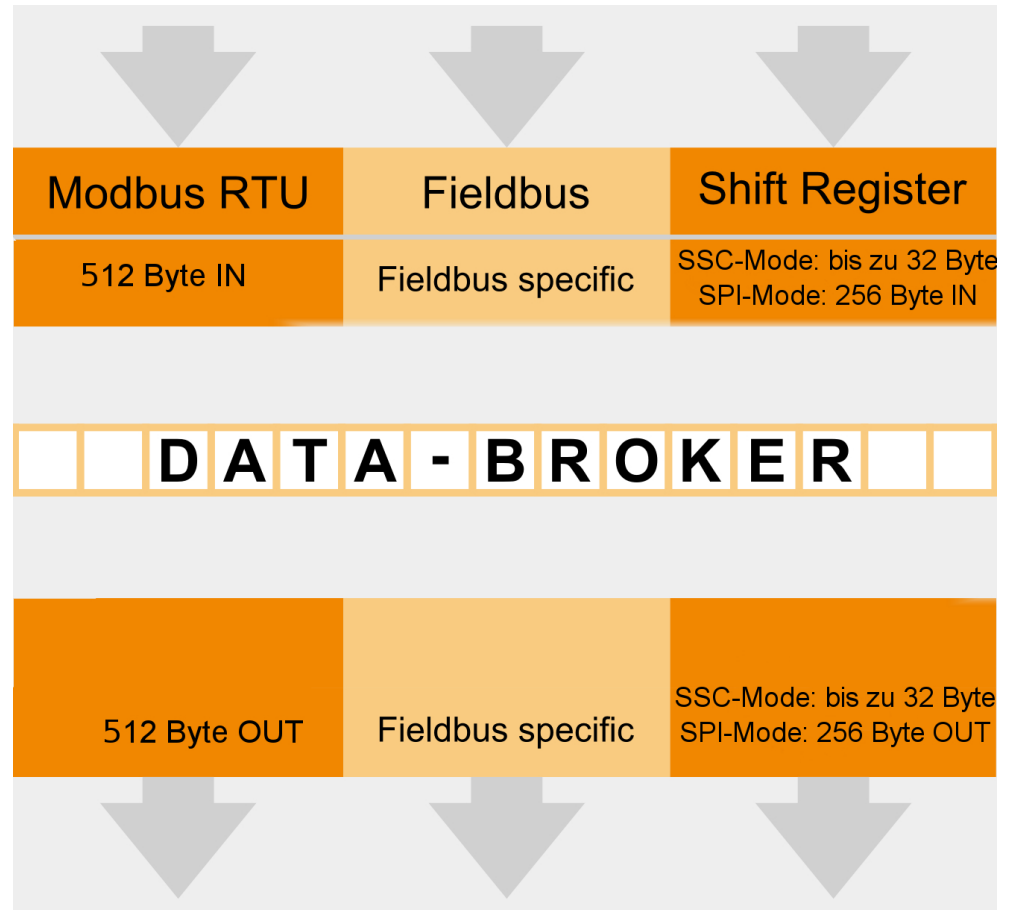 Modbus RTU
Fieldbus
Shift Register
512 Byte IN
Fieldbus specific
SSC-Mode: bis zu 32 Byte
SPI-Mode: 256 Byte IN
DATA-BROKER
512 Byte OUT
Fieldbus specific
SSC-Mode: bis zu 32 Byte
SPI-Mode: 256 Byte OUT